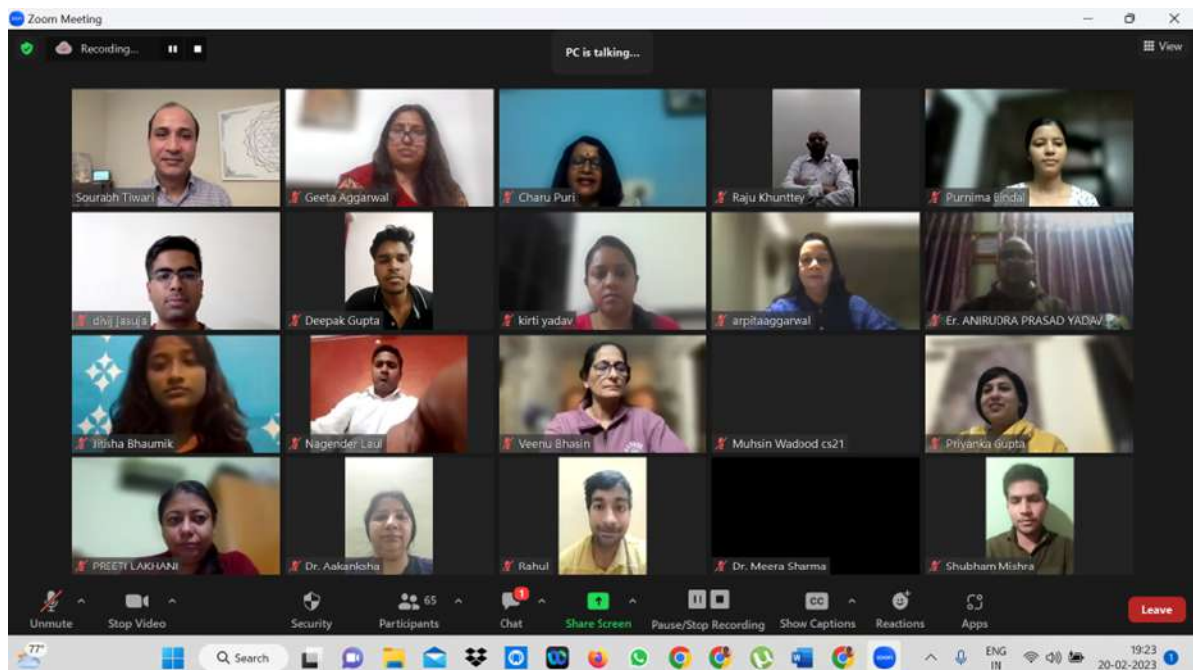 Zoom Meeting
Recording...
PC is talking...
View
Sourabh Tiwari
Geeta Aggarwal
Charu Puri
Raju Khunttey
Purnima Bindal
divij jasuja
Deepak Gupta
kirti yadav
arpitaaggarwal
Er. ANIRUDRA PRASAD YADAV
Jitisha Bhaumik
Nagender
Veenu Bhasin
Muhsin Wadood cs21
Priyanka Gupta
PREETI LAKHANI
Dr. Aakanksha
Rahul
Dr. Meera Sharma
Shubham Mishra
65
1
Unmute
Stop Video
Security
Participants
Chat
Share Screen
Pause/Stop Recording
CC
Show Captions
Reactions
Apps
Leave
77°
Search
ENG
IN
19:23
20-02-2023
1